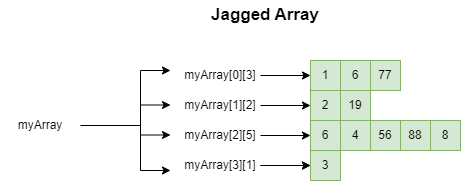 Jagged Array
myArray[0][3] 1 6 77
myArray[1][2] 2 19
myArray
myArray[2][5] 6 4 56 88 8
myArray[3][1] 3